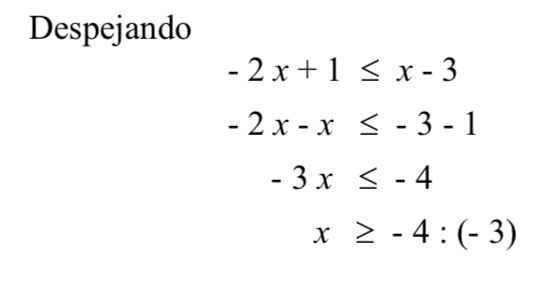 Despejando
- 2 x + 1 ≤ x - 3
- 2 x - x ≤ - 3 - 1
- 3 x ≤ - 4
x ≥ - 4 : (- 3)